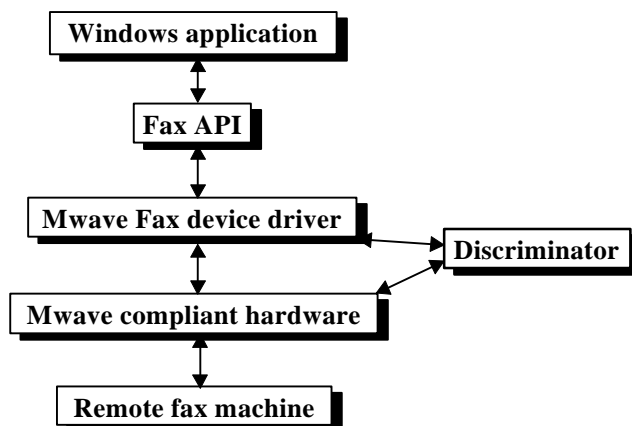 Windows application
Fax API
Mwave Fax device driver
Discriminator
Mwave compliant hardware
Remote fax machine